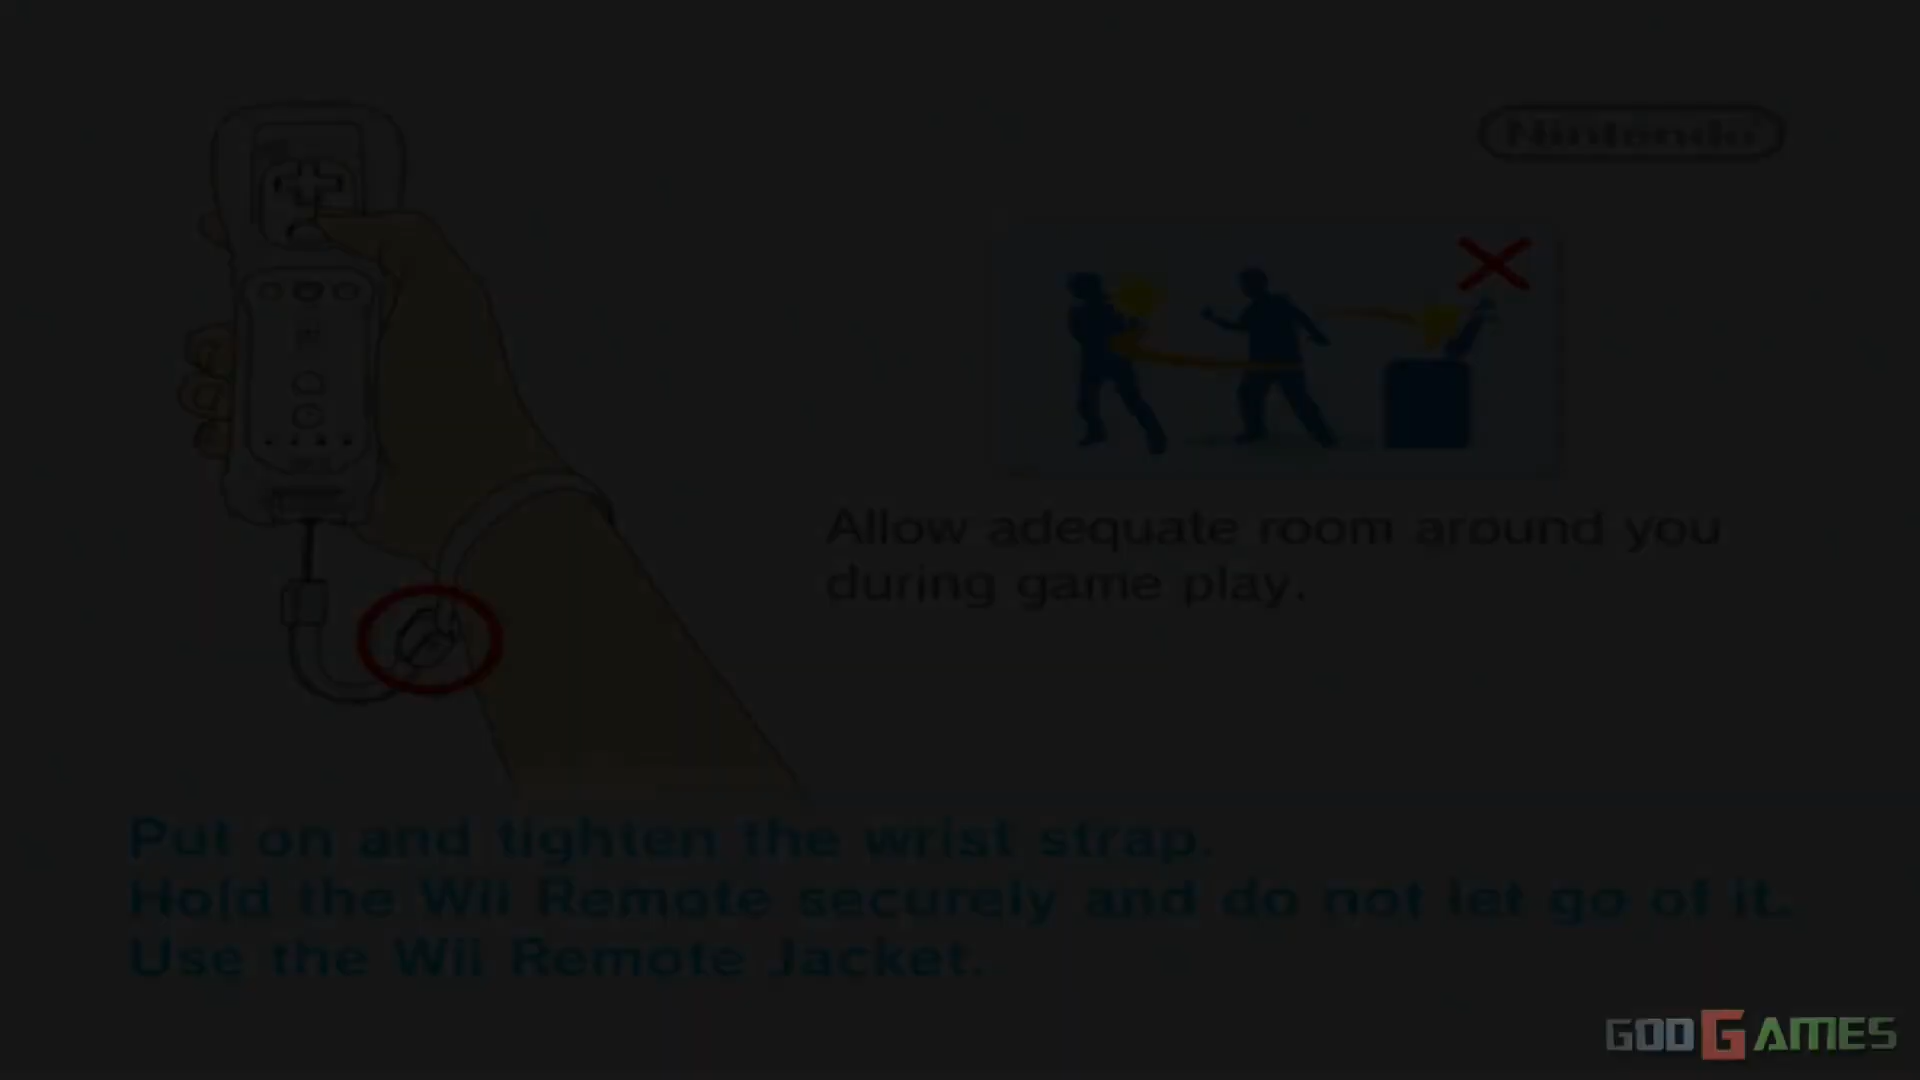 Nintendo
Allow adequate room around you
during game play.
Put on and tighten the wrist strap.
Hold the Wii Remote securely and do not let go of it.
Use the Wii Remote Jacket.
GODGAMES